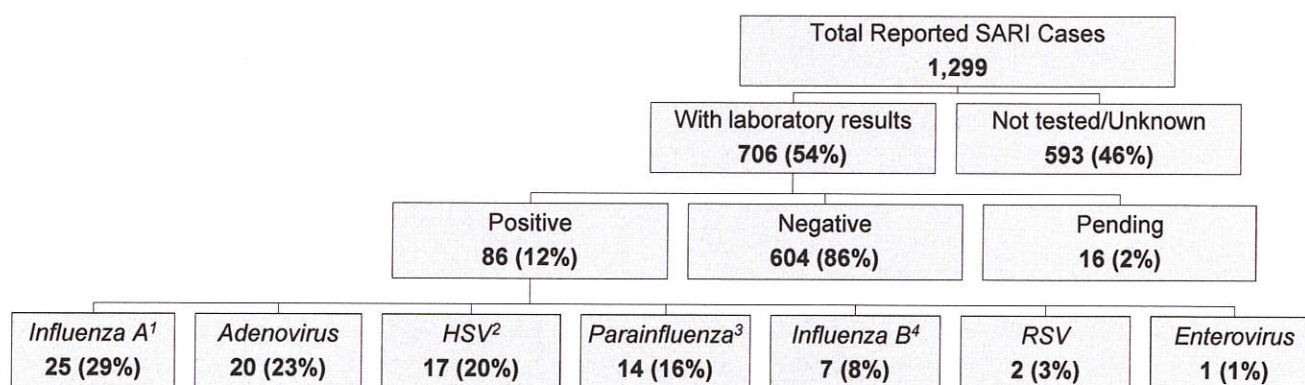 Total Reported SARI Cases
1,299
With laboratory results
706 (54%)
Not tested/Unknown
593 (46%)
Positive
86 (12%)
Negative
604 (86%)
Pending
16 (2%)
Influenza A¹
25 (29%)
Adenovirus
20 (23%)
HSV²
17 (20%)
Parainfluenza³
14 (16%)
Influenza B⁴
7 (8%)
RSV
2 (3%)
Enterovirus
1 (1%)